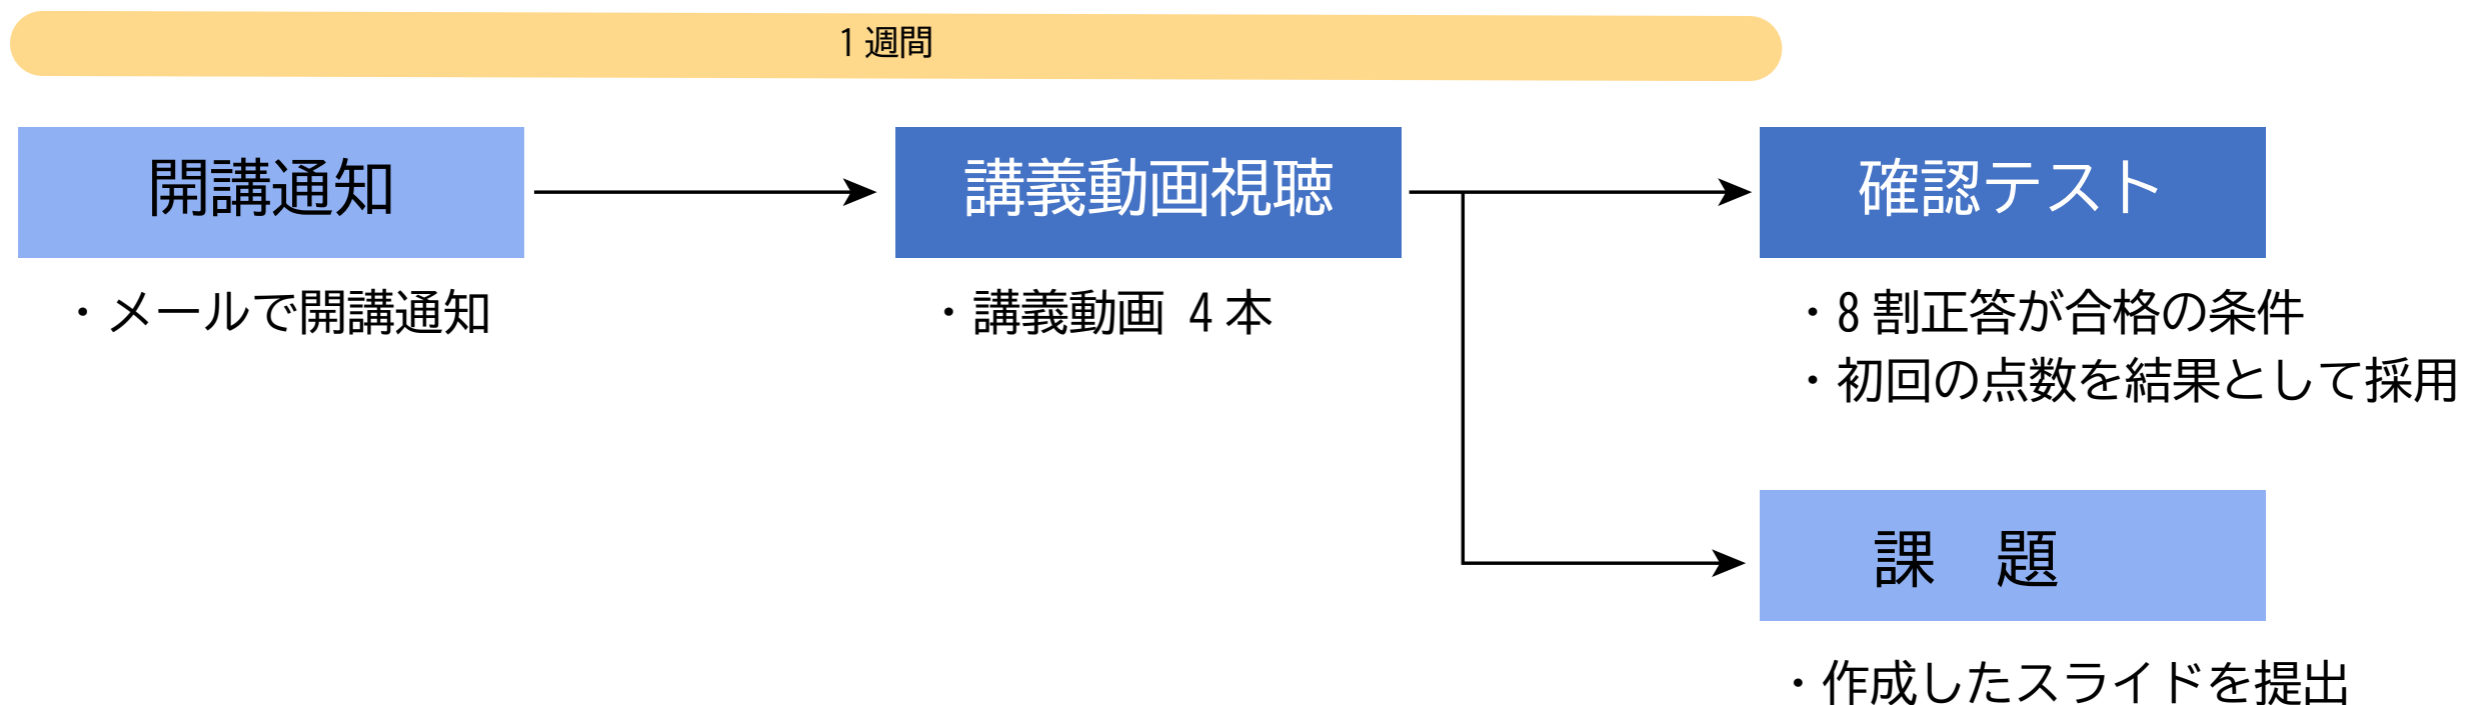 1週間
開講通知
・メールで開講通知
講義動画視聴
・講義動画 4本
確認テスト
・8割正答が合格の条件
・初回の点数を結果として採用
課　題
・作成したスライドを提出